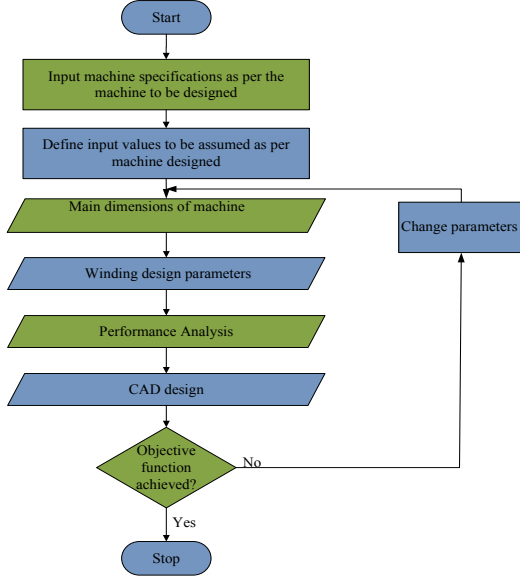 Start
Input machine specifications as per the
machine to be designed
Define input values to be assumed as per
machine designed
Main dimensions of machine
Change parameters
Winding design parameters
Performance Analysis
CAD design
Objective
function
achieved?
No
Yes
Stop